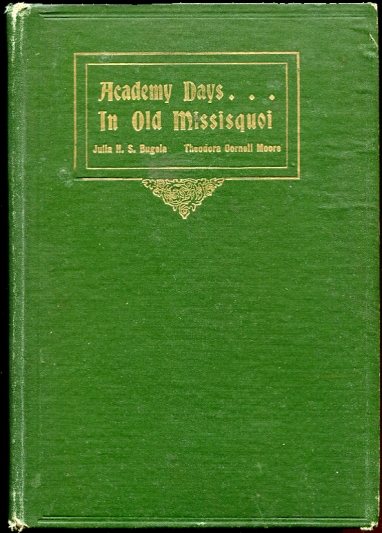 Academy Days. . .
In Old Missisquoi
Julia H. S. Bugeia Theodora Cornell Moore